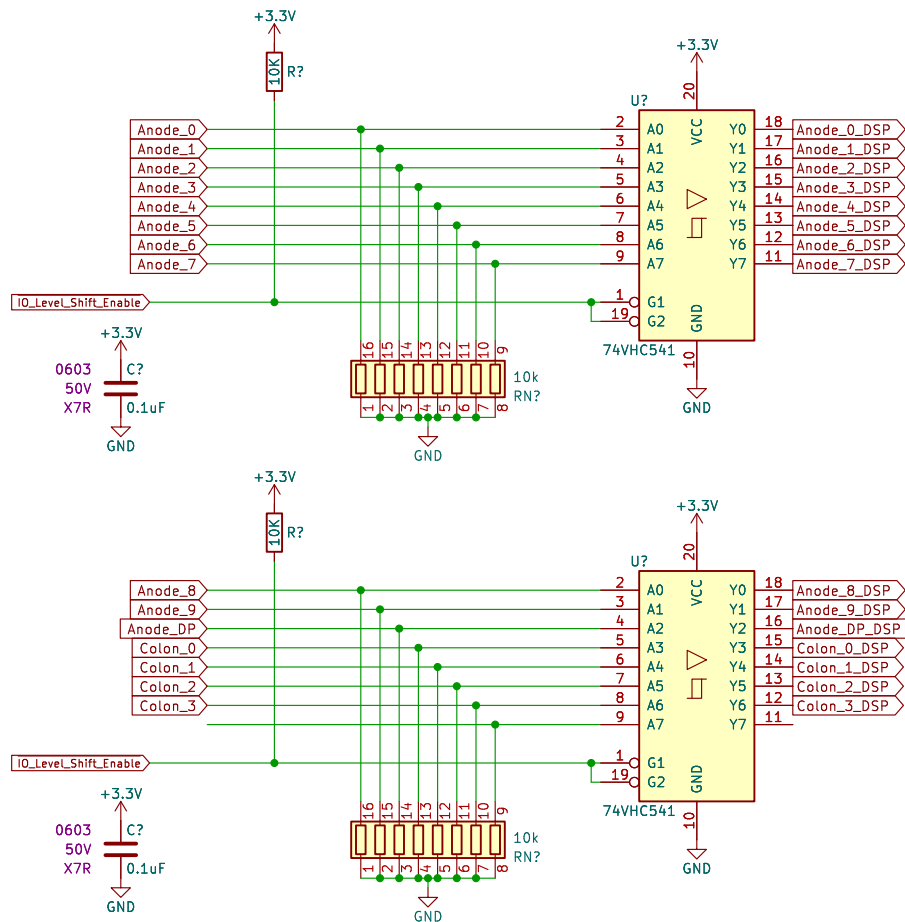 +3.3V
10K R?
+3.3V
20
U?
VCC
Anode_0 2 A0 Y0 18 Anode_0_DSP
Anode_1 3 A1 Y1 17 Anode_1_DSP
Anode_2 4 A2 Y2 16 Anode_2_DSP
Anode_3 5 A3 Y3 15 Anode_3_DSP
Anode_4 6 A4 Y4 14 Anode_4_DSP
Anode_5 7 A5 Y5 13 Anode_5_DSP
Anode_6 8 A6 Y6 12 Anode_6_DSP
Anode_7 9 A7 Y7 11 Anode_7_DSP
IO_Level_Shift_Enable 1 G1
19 G2
GND
74VHC541
10
GND
+3.3V
0603 C?
50V
X7R 0.1uF
GND
16 15 14 13 12 11 10 9
10k
RN?
1 2 3 4 5 6 7 8
GND
+3.3V
10K R?
+3.3V
20
U?
VCC
Anode_8 2 A0 Y0 18 Anode_8_DSP
Anode_9 3 A1 Y1 17 Anode_9_DSP
Anode_DP 4 A2 Y2 16 Anode_DP_DSP
Colon_0 5 A3 Y3 15 Colon_0_DSP
Colon_1 6 A4 Y4 14 Colon_1_DSP
Colon_2 7 A5 Y5 13 Colon_2_DSP
Colon_3 8 A6 Y6 12 Colon_3_DSP
9 A7 Y7 11
IO_Level_Shift_Enable 1 G1
19 G2
GND
74VHC541
10
GND
+3.3V
0603 C?
50V
X7R 0.1uF
GND
16 15 14 13 12 11 10 9
10k
RN?
1 2 3 4 5 6 7 8
GND